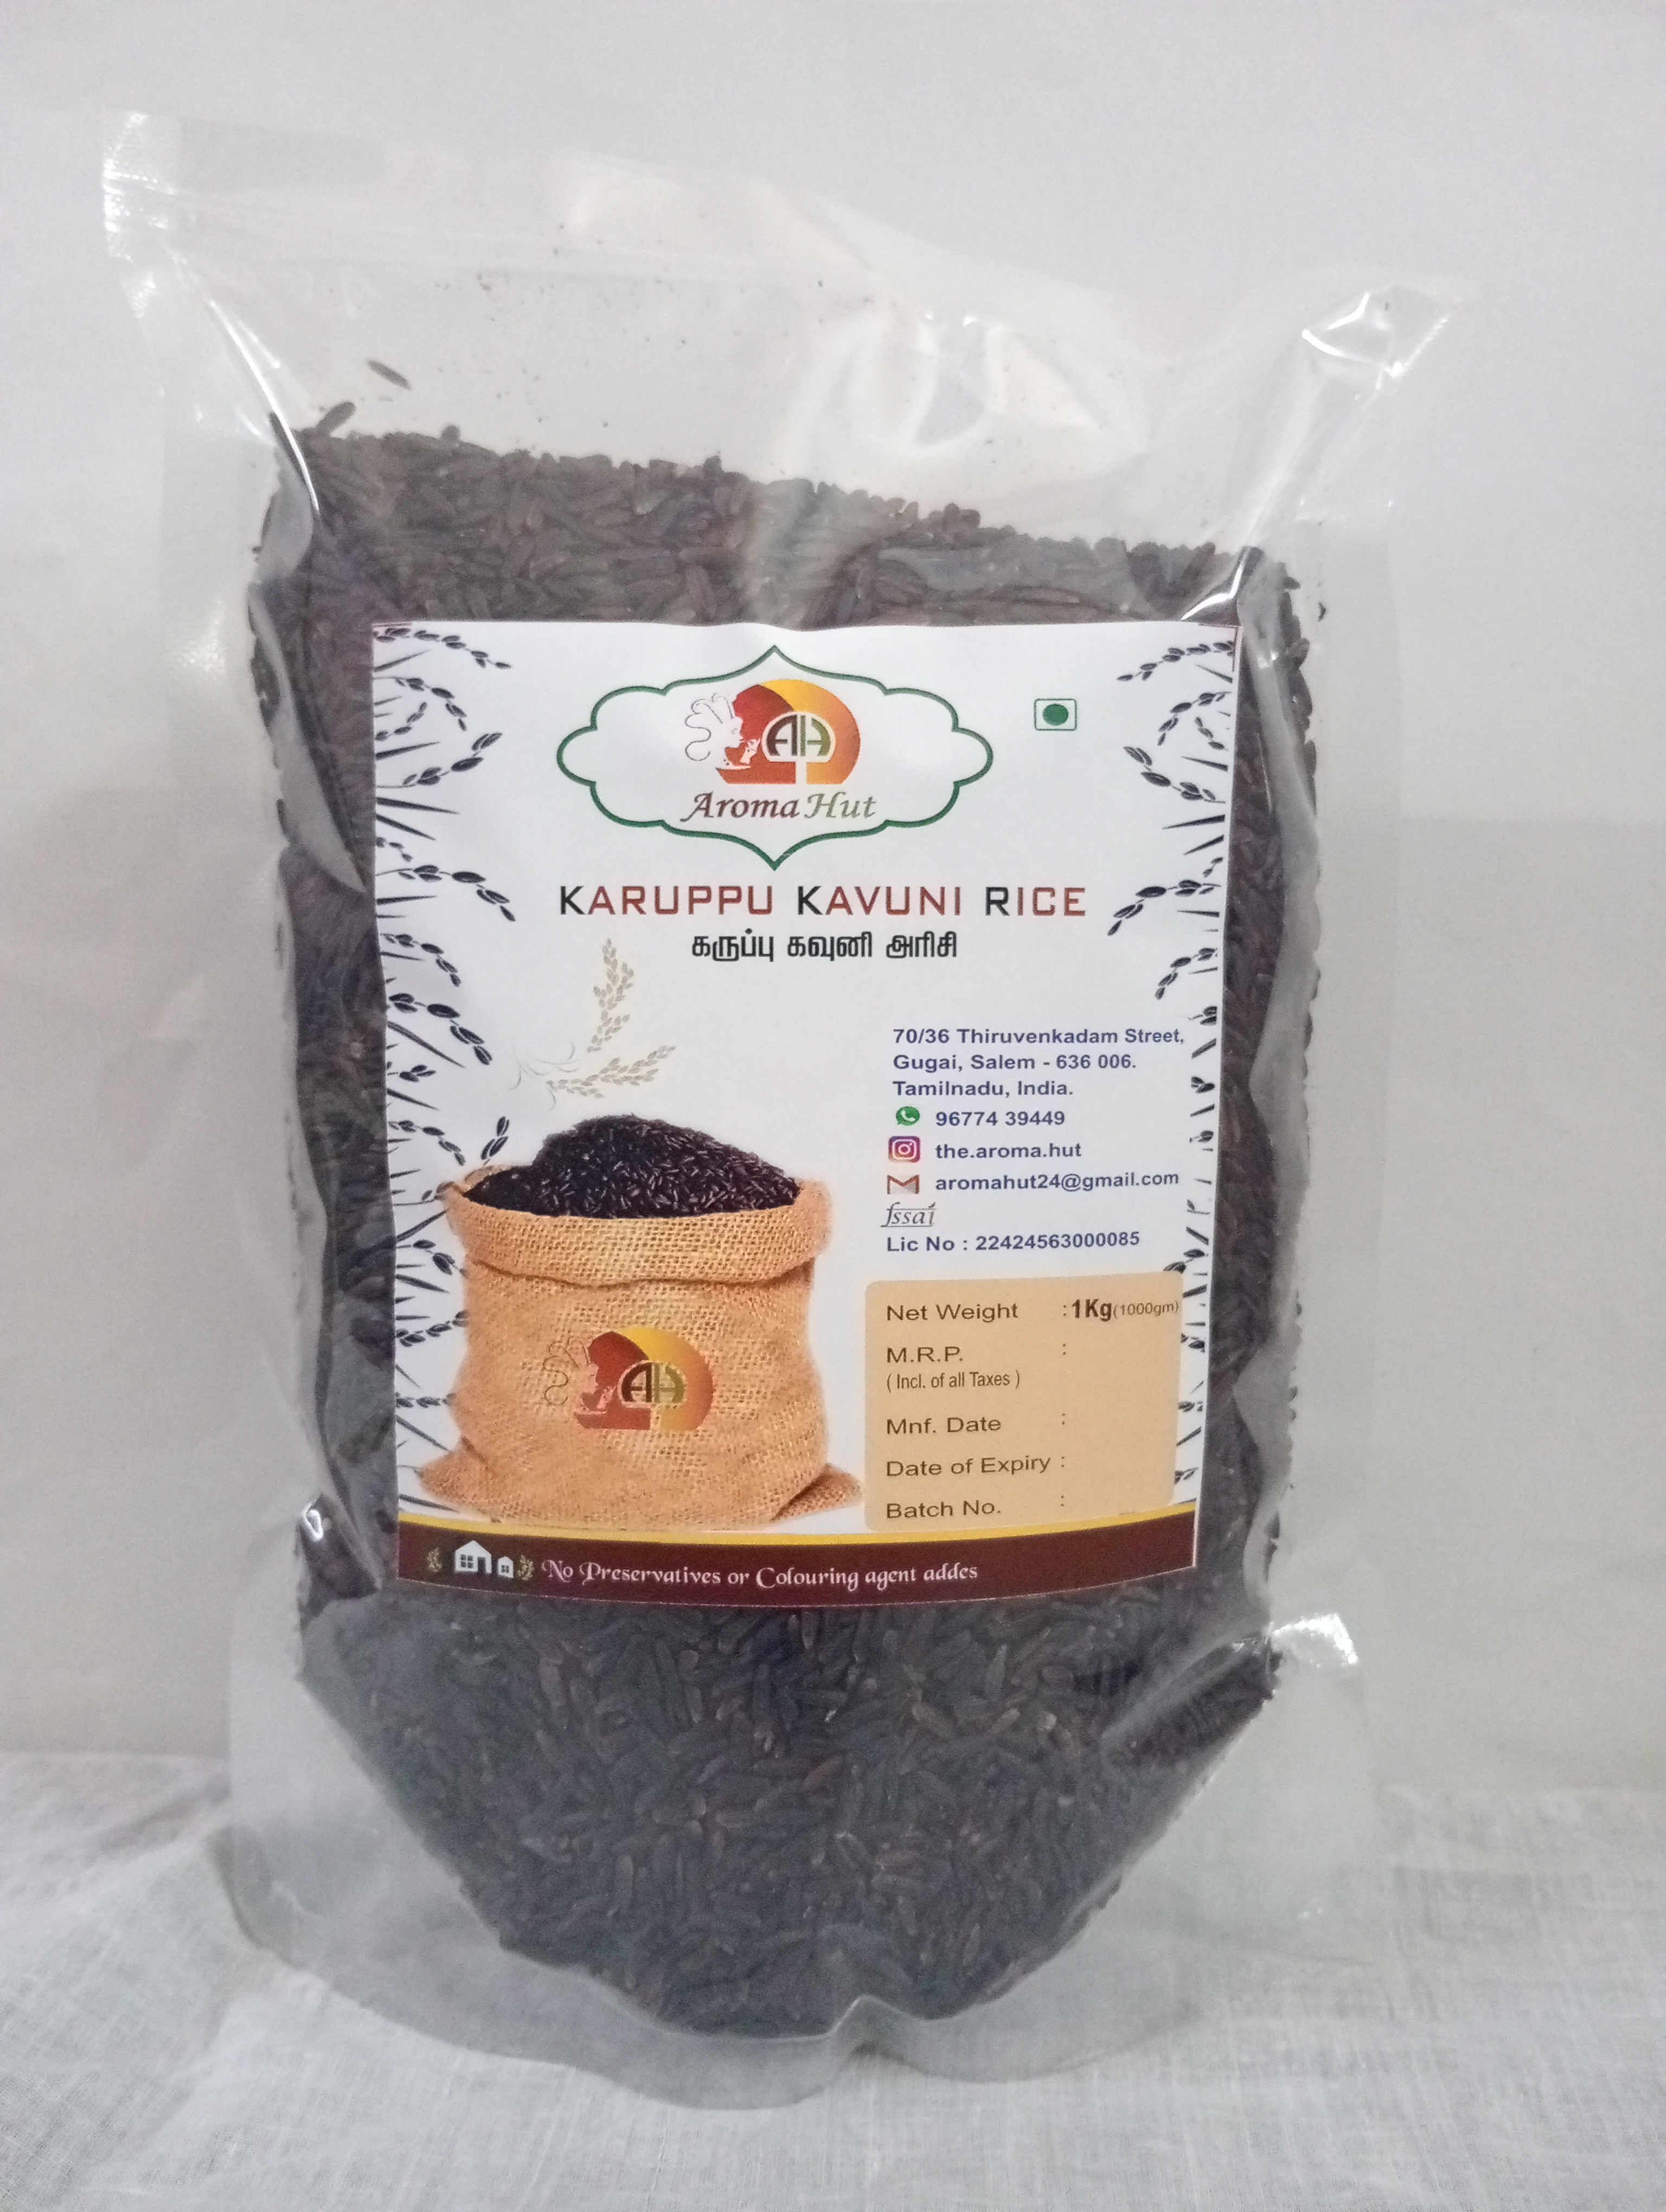 AH
Aroma Hut
KARUPPU KAVUNI RICE
கருப்பு கவுனி அரிசி
70/36 Thiruvenkadam Street,
Gugai, Salem - 636 006.
Tamilnadu, India.
96774 39449
the.aroma.hut
aromahut24@gmail.com
fssai
Lic No : 22424563000085
AH
Net Weight :1Kg(1000gm)
M.R.P. :
( Incl. of all Taxes )
Mnf. Date :
Date of Expiry :
Batch No. :
No Preservatives or Colouring agent addes